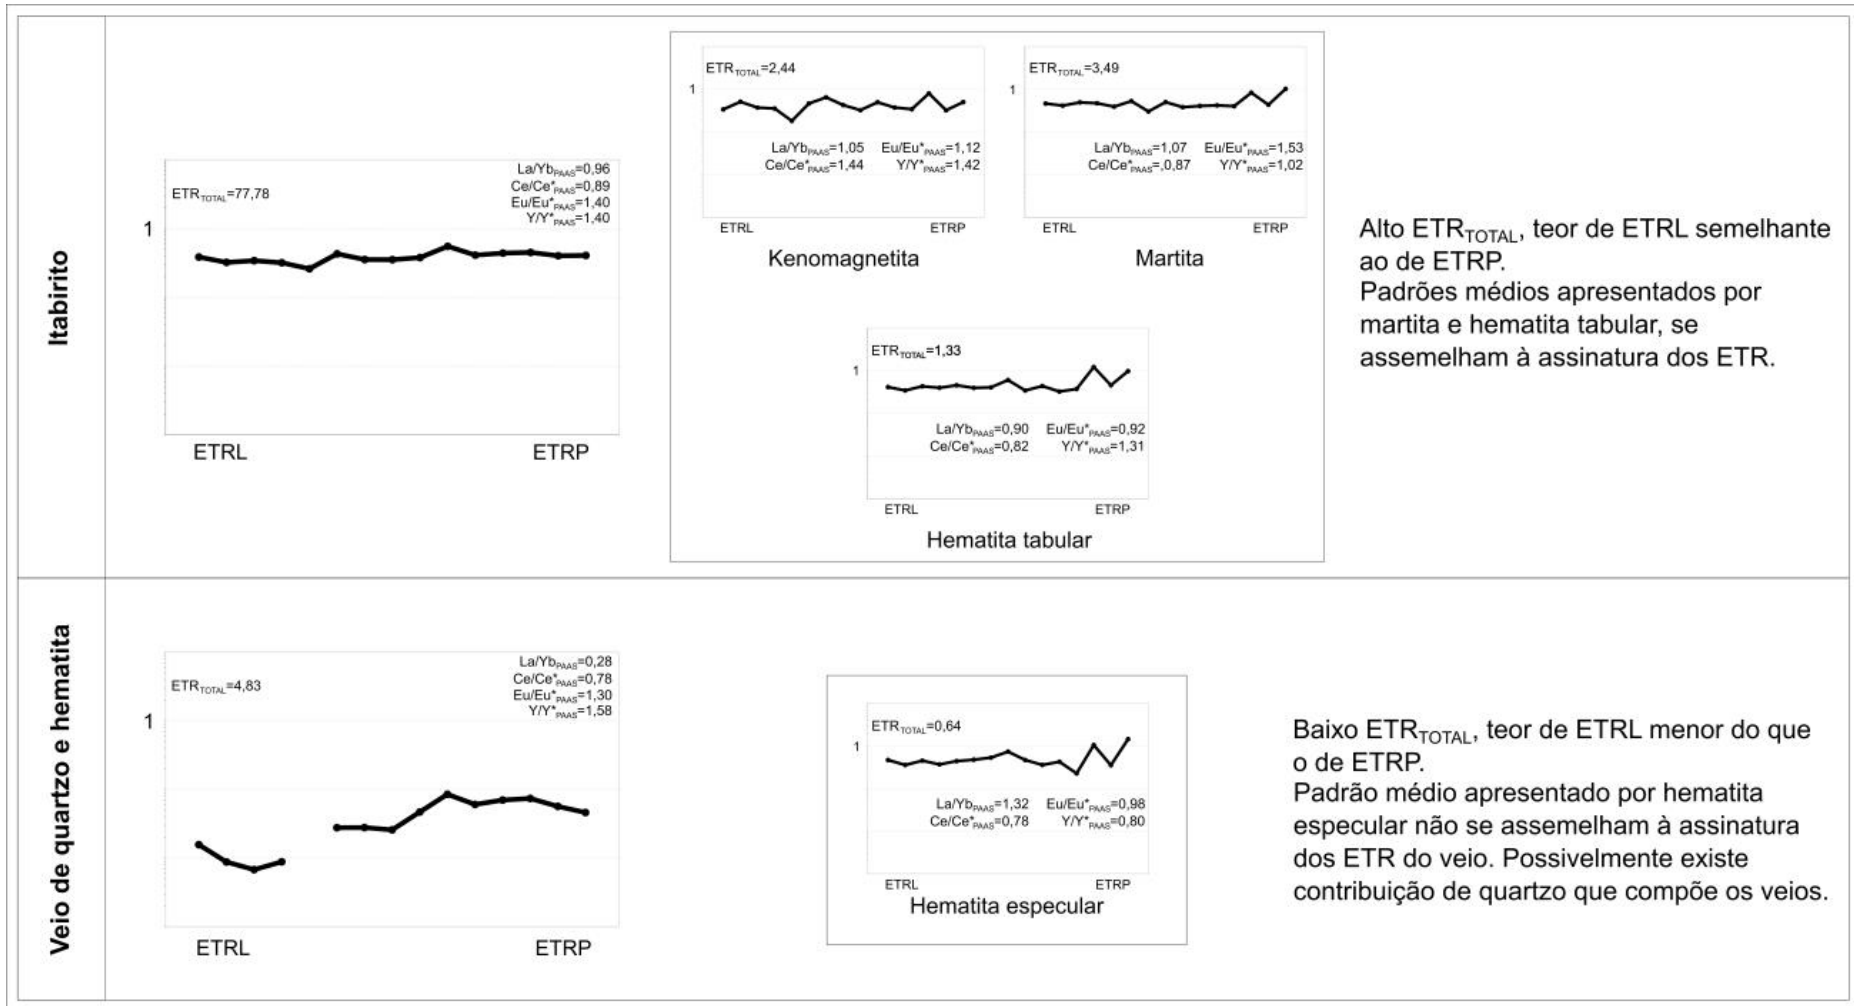 Itabirito
ETR_TOTAL=77,78
La/Yb_PAAS=0,96
Ce/Ce*_PAAS=0,89
Eu/Eu*_PAAS=1,40
Y/Y*_PAAS=1,40
1
ETRL ETRP
ETR_TOTAL=2,44
1
La/Yb_PAAS=1,05 Eu/Eu*_PAAS=1,12
Ce/Ce*_PAAS=1,44 Y/Y*_PAAS=1,42
ETRL ETRP
Kenomagnetita
ETR_TOTAL=3,49
1
La/Yb_PAAS=1,07 Eu/Eu*_PAAS=1,53
Ce/Ce*_PAAS=,0,87 Y/Y*_PAAS=1,02
ETRL ETRP
Martita
ETR_TOTAL=1,33
1
La/Yb_PAAS=0,90 Eu/Eu*_PAAS=0,92
Ce/Ce*_PAAS=0,82 Y/Y*_PAAS=1,31
ETRL ETRP
Hematita tabular
Alto ETR_TOTAL, teor de ETRL semelhante
ao de ETRP.
Padrões médios apresentados por
martita e hematita tabular, se
assemelham à assinatura dos ETR.
Veio de quartzo e hematita
ETR_TOTAL=4,83
La/Yb_PAAS=0,28
Ce/Ce*_PAAS=0,78
Eu/Eu*_PAAS=1,30
Y/Y*_PAAS=1,58
1
ETRL ETRP
ETR_TOTAL=0,64
1
La/Yb_PAAS=1,32 Eu/Eu*_PAAS=0,98
Ce/Ce*_PAAS=0,78 Y/Y*_PAAS=0,80
ETRL ETRP
Hematita especular
Baixo ETR_TOTAL, teor de ETRL menor do que
o de ETRP.
Padrão médio apresentado por hematita
especular não se assemelham à assinatura
dos ETR do veio. Possivelmente existe
contribuição de quartzo que compõe os veios.